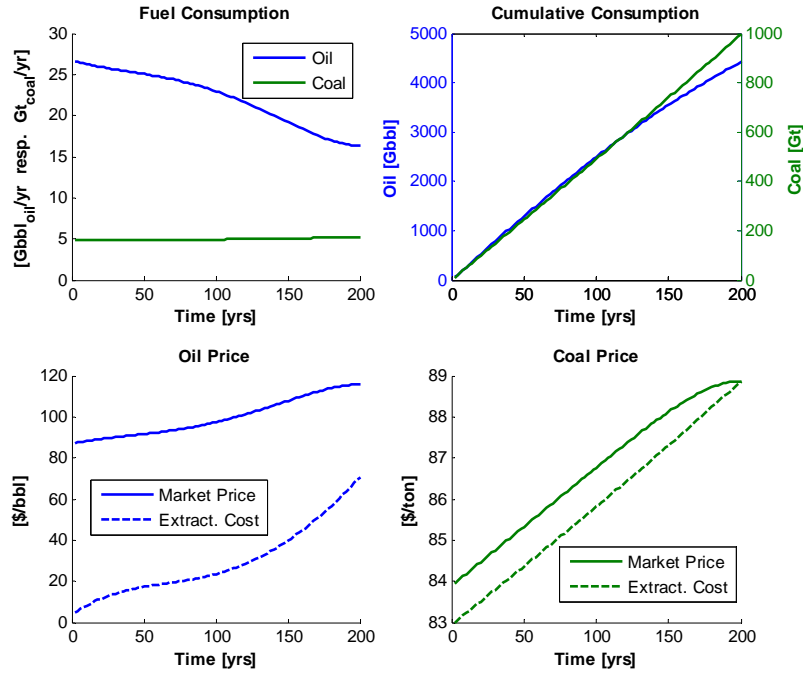 Fuel Consumption
[Gbbl_oil/yr resp. Gt_coal/yr]
30
25
20
15
10
5
0
Oil
Coal
0 50 100 150 200
Time [yrs]
Cumulative Consumption
Oil [Gbbl]
5000
4000
3000
2000
1000
0
1000
800
600
400
200
0
Coal [Gt]
0 50 100 150 200
Time [yrs]
Oil Price
[$/bbl]
120
100
80
60
40
20
0
Market Price
Extract. Cost
0 50 100 150 200
Time [yrs]
Coal Price
[$/ton]
89
88
87
86
85
84
83
Market Price
Extract. Cost
0 50 100 150 200
Time [yrs]